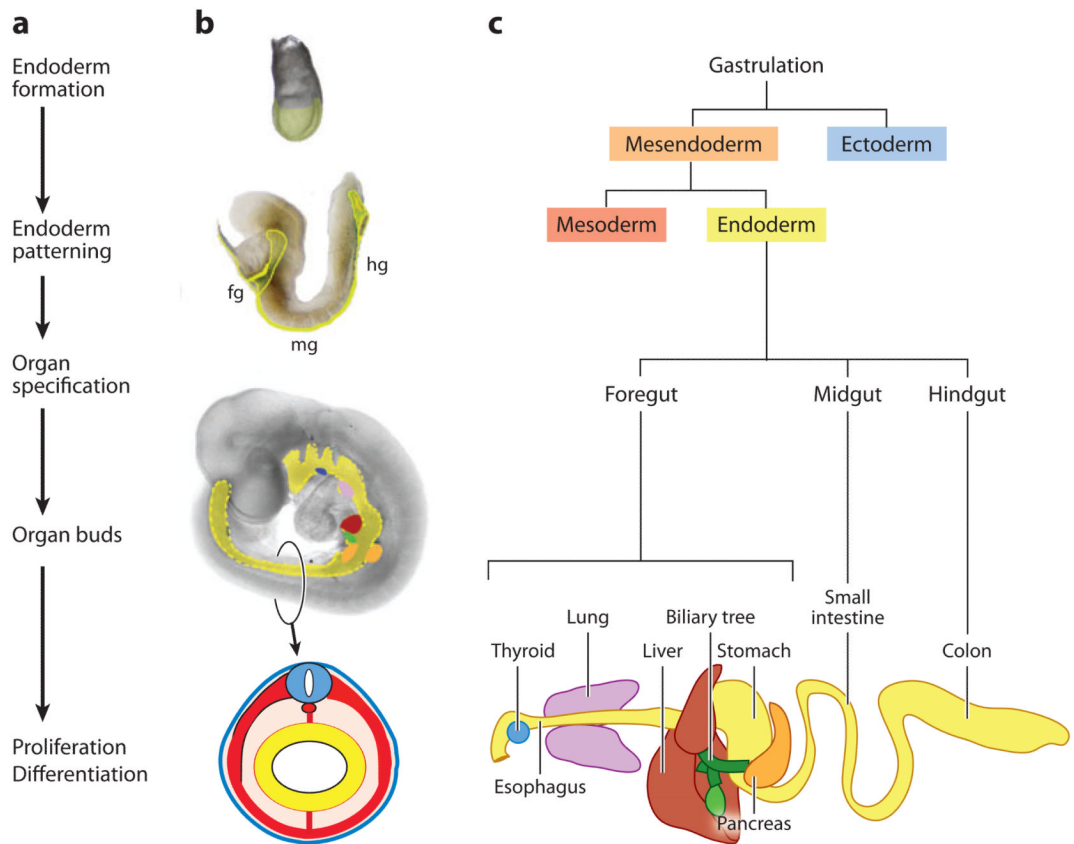 a
Endoderm
formation
Endoderm
patterning
Organ
specification
Organ buds
Proliferation
Differentiation
b
fg
mg
hg
c
Gastrulation
Mesendoderm
Ectoderm
Mesoderm
Endoderm
Foregut
Midgut
Hindgut
Small
intestine
Lung
Biliary tree
Thyroid
Liver
Stomach
Colon
Esophagus
Pancreas